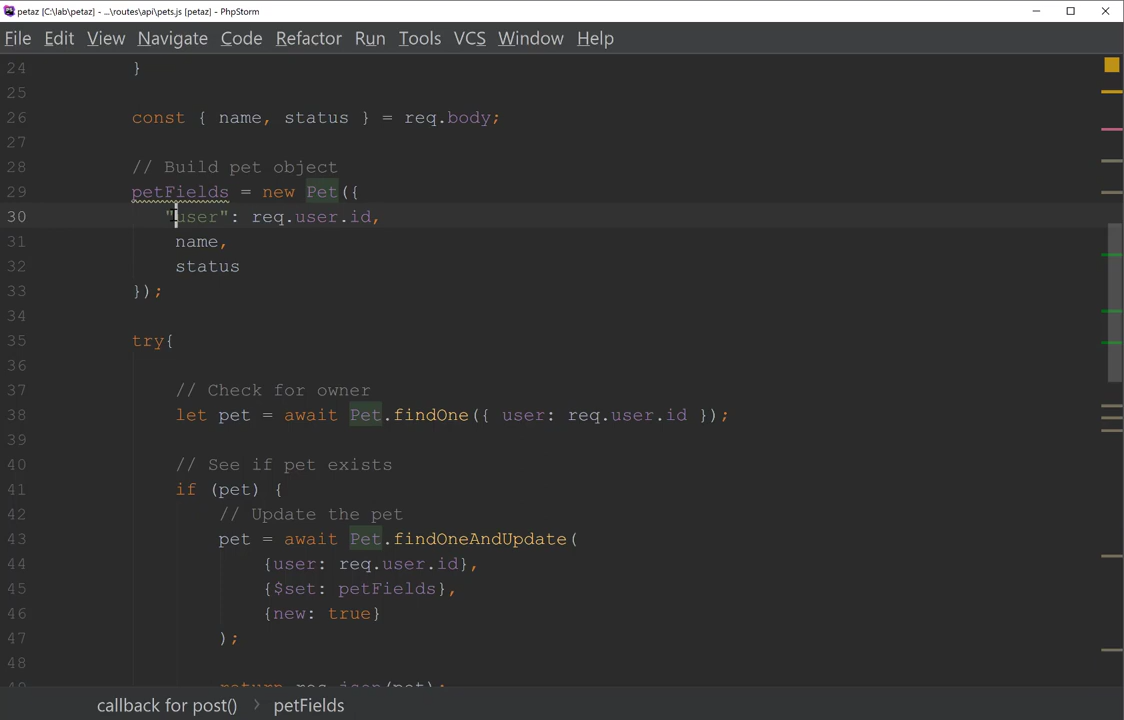 petaz [C:\lab\petaz] - ...\routes\api\pets.js [petaz] - PhpStorm
File Edit View Navigate Code Refactor Run Tools VCS Window Help
24 }
25
26 const { name, status } = req.body;
27
28 // Build pet object
29 petFields = new Pet({
30 "user": req.user.id,
31 name,
32 status
33 });
34
35 try{
36
37 // Check for owner
38 let pet = await Pet.findOne({ user: req.user.id });
39
40 // See if pet exists
41 if (pet) {
42 // Update the pet
43 pet = await Pet.findOneAndUpdate(
44 {user: req.user.id},
45 {$set: petFields},
46 {new: true}
47 );
48
49 return res.json(pet);
callback for post() > petFields